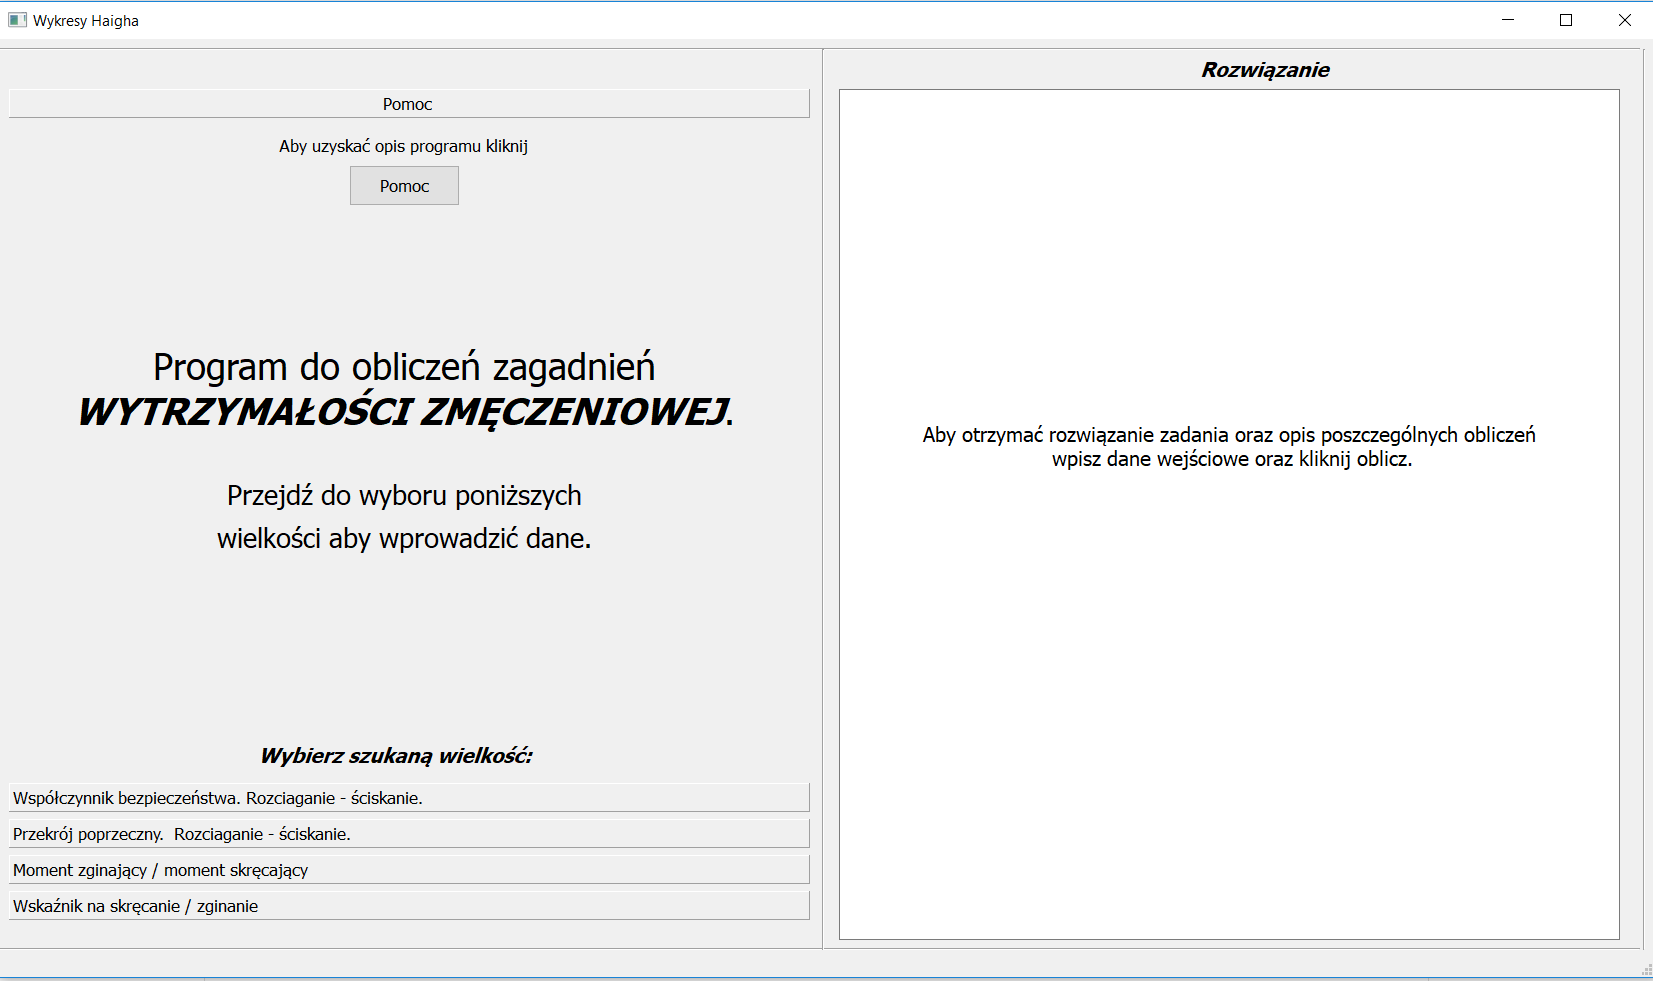 Wykresy Haigha
Pomoc
Aby uzyskać opis programu kliknij
Pomoc
Program do obliczeń zagadnień
WYTRZYMAŁOŚCI ZMĘCZENIOWEJ.
Przejdź do wyboru poniższych
wielkości aby wprowadzić dane.
Wybierz szukaną wielkość:
Współczynnik bezpieczeństwa. Rozciaganie - ściskanie.
Przekrój poprzeczny.  Rozciaganie - ściskanie.
Moment zginający / moment skręcający
Wskaźnik na skręcanie / zginanie
Rozwiązanie
Aby otrzymać rozwiązanie zadania oraz opis poszczególnych obliczeń
wpisz dane wejściowe oraz kliknij oblicz.